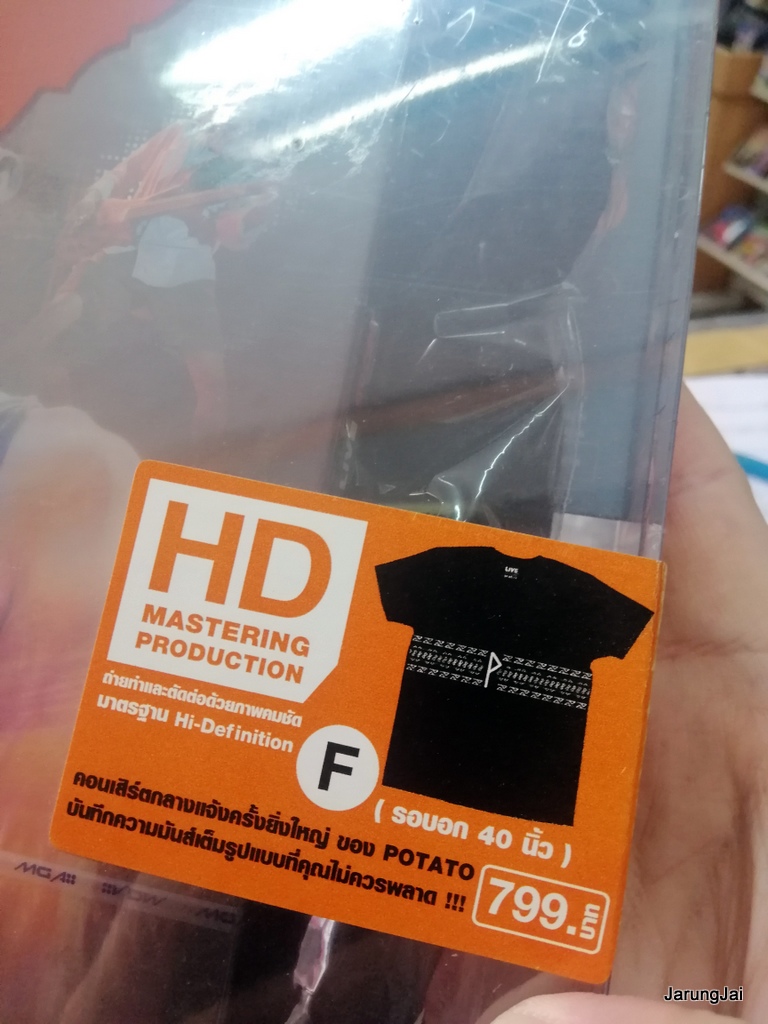 HD
MASTERING
PRODUCTION
ถ่ายทำและตัดต่อด้วยภาพคมชัด
มาตรฐาน Hi-Definition
LIVE
P
F
( รอบอก 40 นิ้ว )
คอนเสิร์ตกลางแจ้งครั้งยิ่งใหญ่ ของ POTATO
บันทึกความมันส์เต็มรูปแบบที่คุณไม่ควรพลาด !!!
799.บาท
MGA
JarungJai